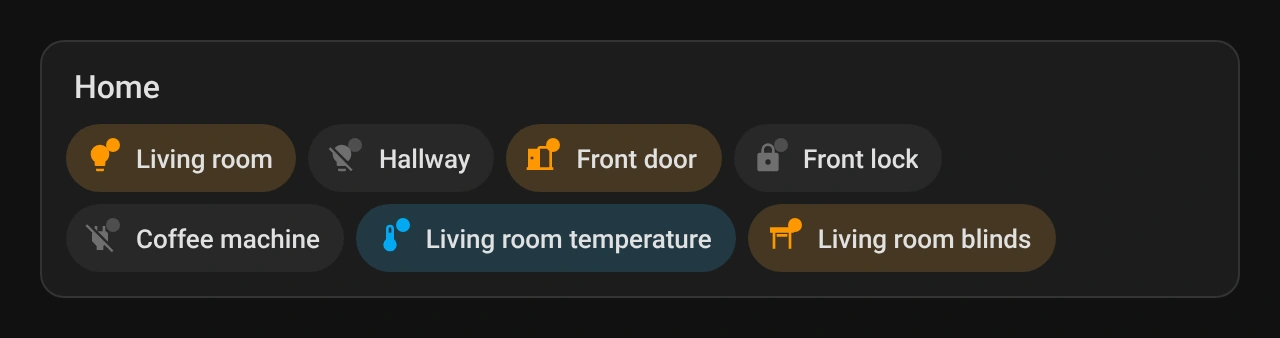 Home
Living room Hallway Front door Front lock
Coffee machine Living room temperature Living room blinds